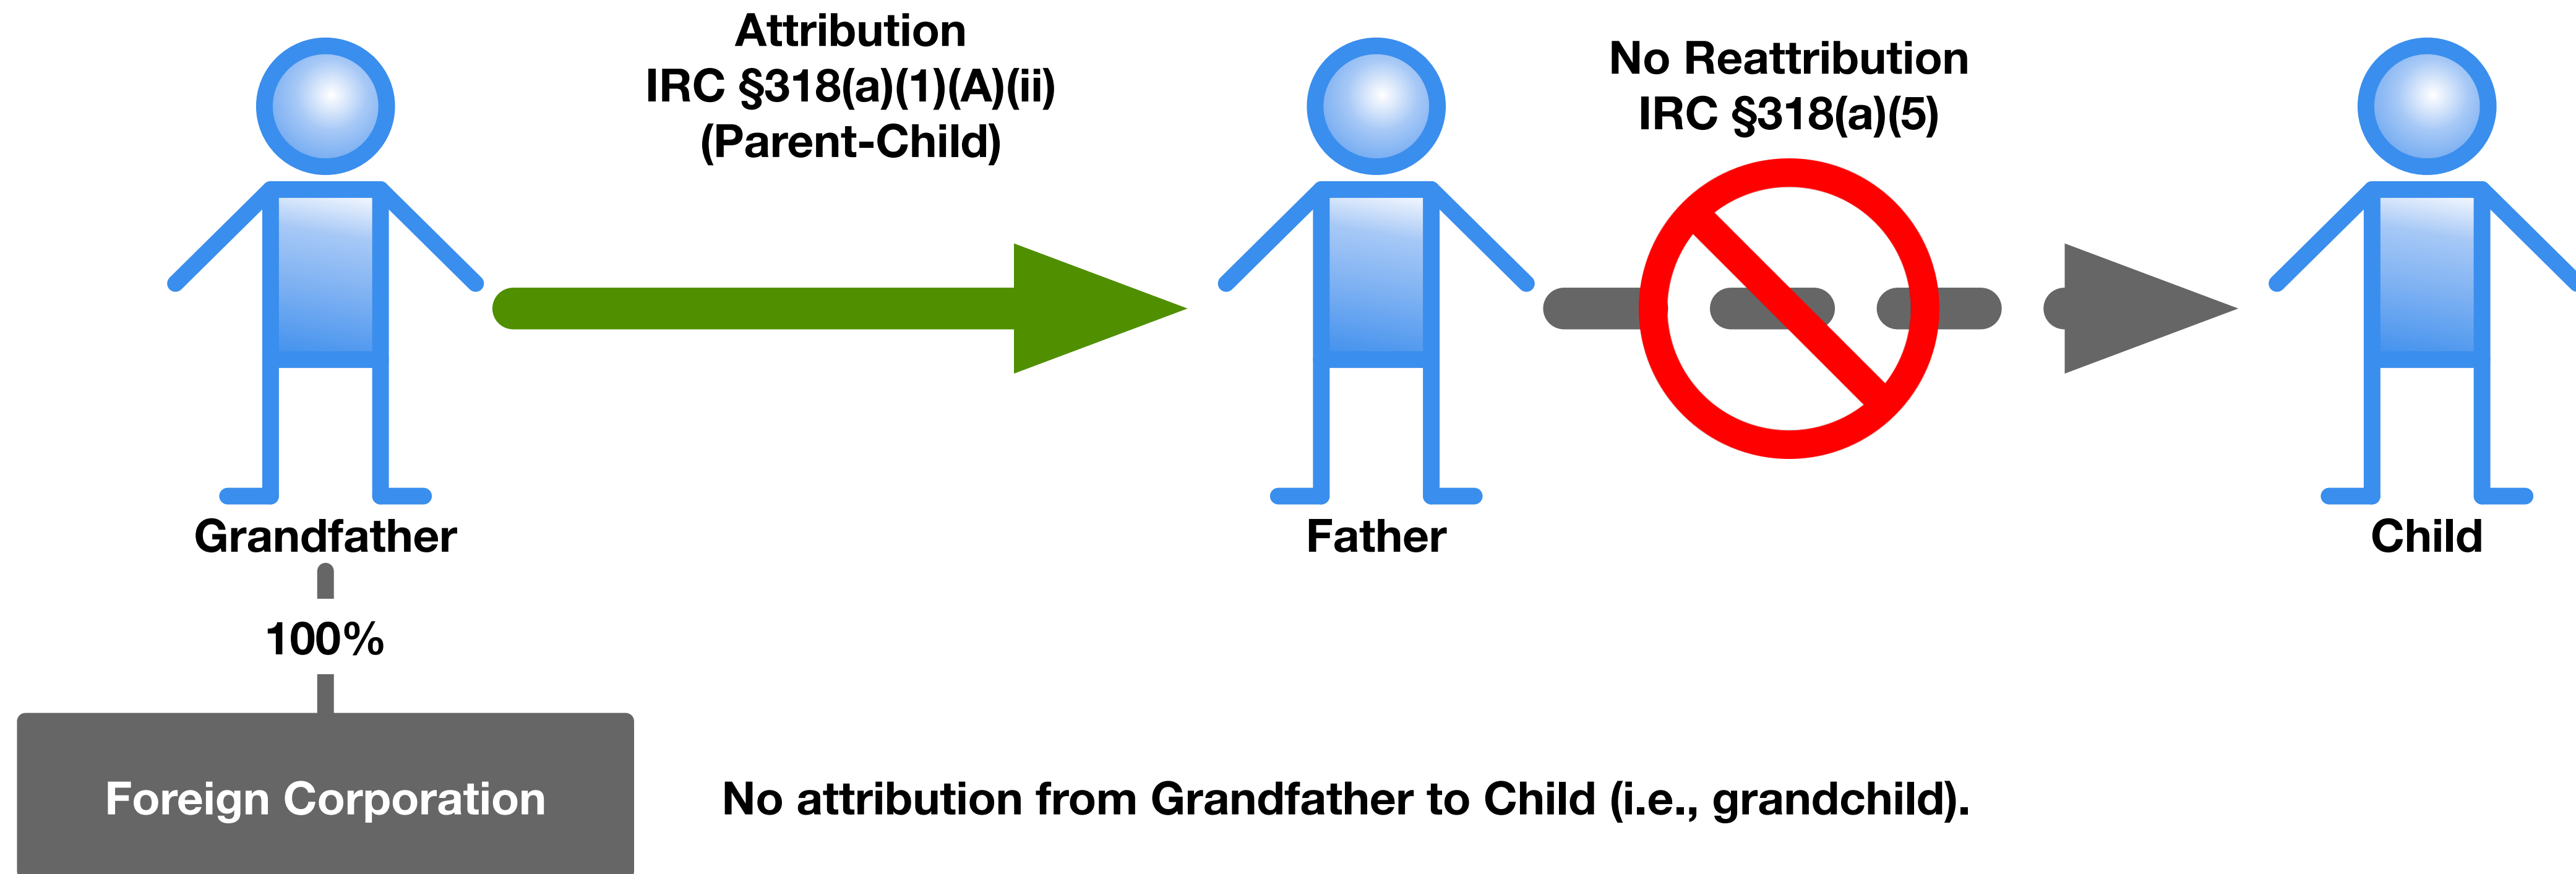 Attribution
IRC §318(a)(1)(A)(ii)
(Parent-Child)
No Reattribution
IRC §318(a)(5)
Grandfather
Father
Child
100%
Foreign Corporation
No attribution from Grandfather to Child (i.e., grandchild).